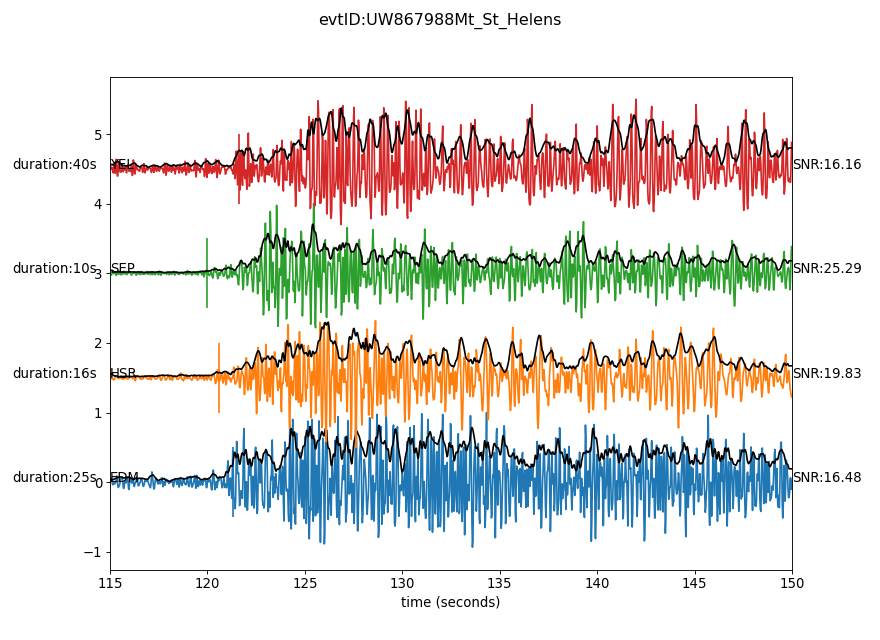 evtID:UW867988Mt_St_Helens
5
duration:40s YEL SNR:16.16
4
duration:10s SEP SNR:25.29
3
2
duration:16s HSR SNR:19.83
1
duration:25s EDM SNR:16.48
0
−1
115 120 125 130 135 140 145 150
time (seconds)